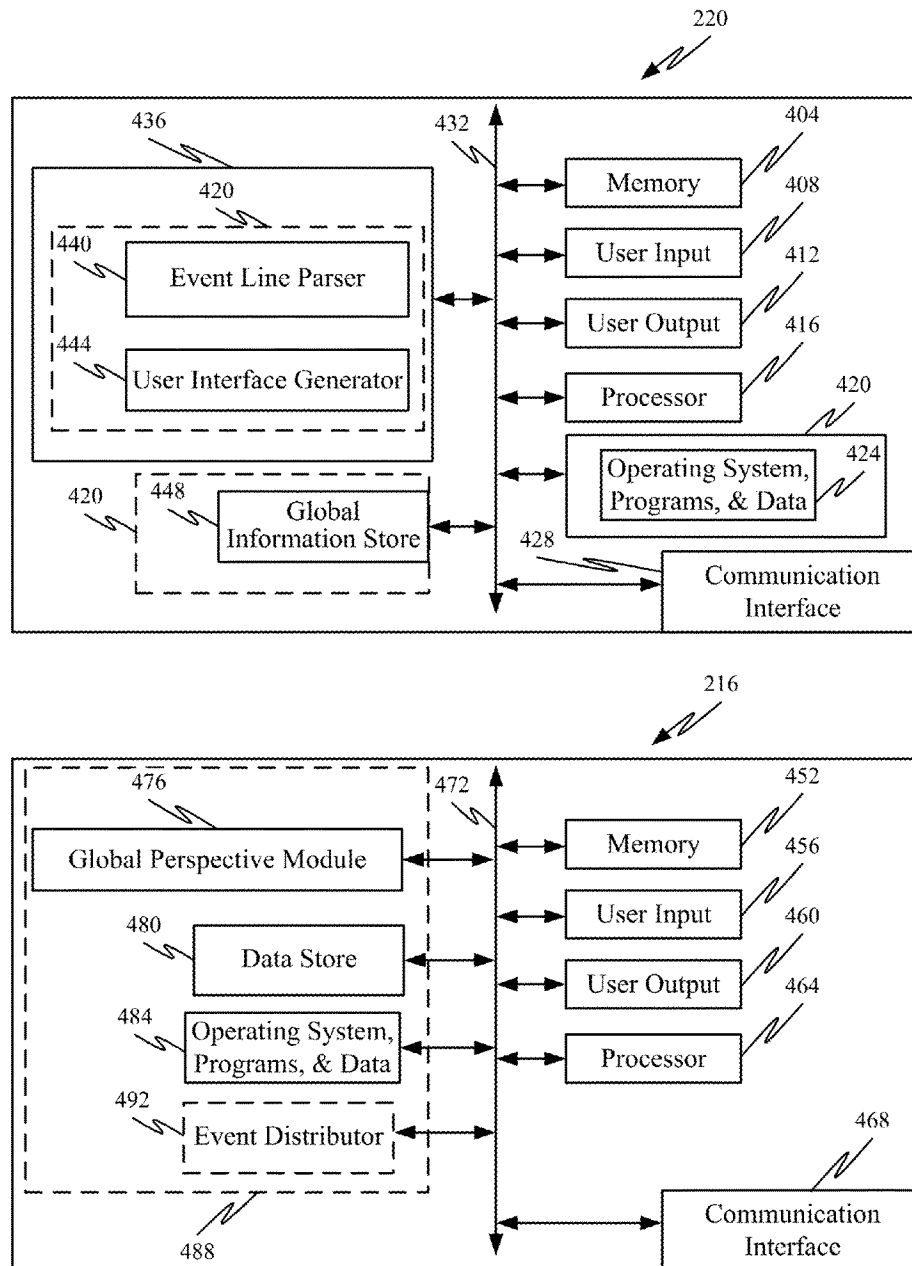 220
436
432
404
Memory
420
408
440
User Input
Event Line Parser
412
User Output
444
416
User Interface Generator
Processor
420
Operating System,
Programs, & Data
424
420
448
Global
Information Store
428
Communication
Interface
216
476
472
452
Memory
Global Perspective Module
456
User Input
480
460
Data Store
User Output
484
464
Operating System,
Programs, & Data
Processor
492
Event Distributor
468
488
Communication
Interface